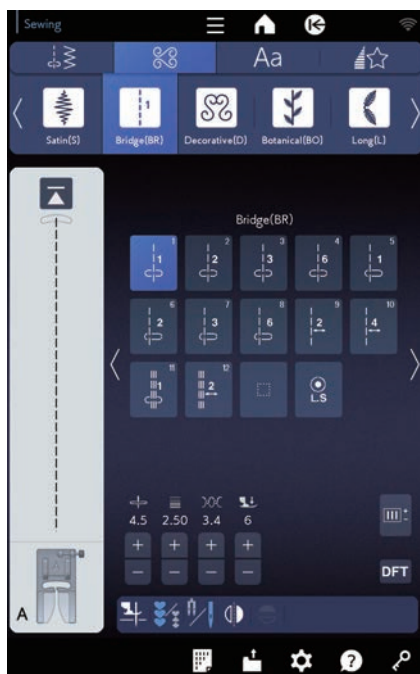 Sewing
Aa
1
Satin(S) Bridge(BR) Decorative(D) Botanical(BO) Long(L)
Bridge(BR)
1 2 3 4 5
1 2 3 6 1
6 7 8 9 10
2 3 6 2 4
11 12
1 2 L.S
4.5 2.50 3.4 6
+ + + +
- - - -
DFT
A